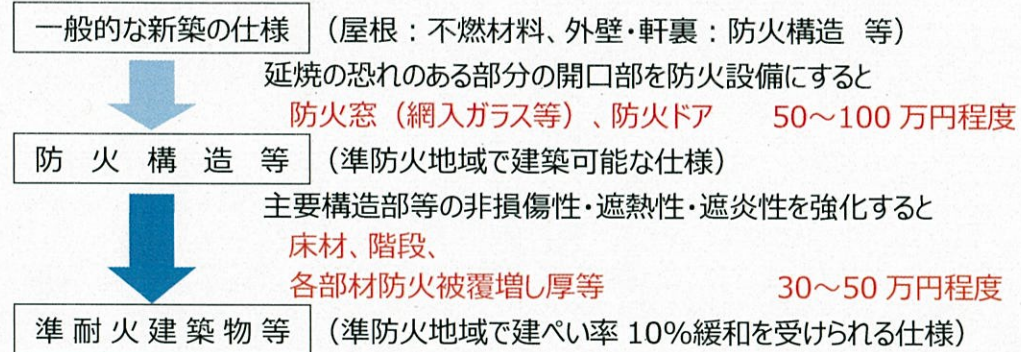 一般的な新築の仕様 （屋根：不燃材料、外壁・軒裏：防火構造 等）
延焼の恐れのある部分の開口部を防火設備にすると
防火窓（網入ガラス等）、防火ドア 50～100 万円程度
防火構造等 （準防火地域で建築可能な仕様）
主要構造部等の非損傷性・遮熱性・遮炎性を強化すると
床材、階段、
各部材防火被覆増し厚等 30～50 万円程度
準耐火建築物等 （準防火地域で建ぺい率 10％緩和を受けられる仕様）